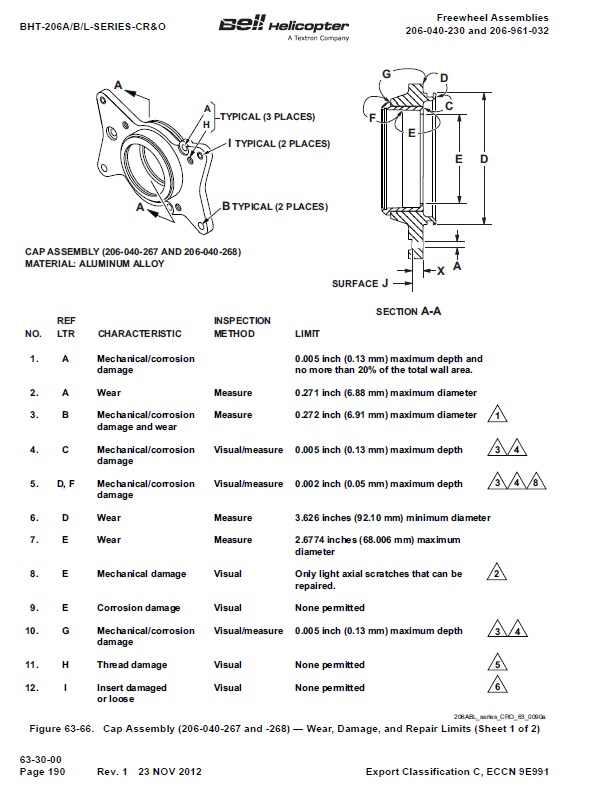 BHT-206A/B/L-SERIES-CR&O
Bell Helicopter
A Textron Company
Freewheel Assemblies
206-040-230 and 206-961-032
A
A
H
TYPICAL (3 PLACES)
I TYPICAL (2 PLACES)
A
B TYPICAL (2 PLACES)
G
D
C
F
E
E
D
X
A
SURFACE J
CAP ASSEMBLY (206-040-267 AND 206-040-268)
MATERIAL: ALUMINUM ALLOY
SECTION A-A
REF INSPECTION
NO. LTR CHARACTERISTIC METHOD LIMIT
1. A Mechanical/corrosion 0.005 inch (0.13 mm) maximum depth and
damage no more than 20% of the total wall area.
2. A Wear Measure 0.271 inch (6.88 mm) maximum diameter
3. B Mechanical/corrosion Measure 0.272 inch (6.91 mm) maximum diameter 1
damage and wear
4. C Mechanical/corrosion Visual/measure 0.005 inch (0.13 mm) maximum depth 3 4
damage
5. D, F Mechanical/corrosion Visual/measure 0.002 inch (0.05 mm) maximum depth 3 4 8
damage
6. D Wear Measure 3.626 inches (92.10 mm) minimum diameter
7. E Wear Measure 2.6774 inches (68.006 mm) maximum
diameter
8. E Mechanical damage Visual Only light axial scratches that can be 2
repaired.
9. E Corrosion damage Visual None permitted
10. G Mechanical/corrosion Visual/measure 0.005 inch (0.13 mm) maximum depth 3 4
damage
11. H Thread damage Visual None permitted 5
12. I Insert damaged Visual None permitted 6
or loose
206ABL_series_CRO_63_0090a
Figure 63-66. Cap Assembly (206-040-267 and -268) — Wear, Damage, and Repair Limits (Sheet 1 of 2)
63-30-00
Page 190 Rev. 1 23 NOV 2012 Export Classification C, ECCN 9E991